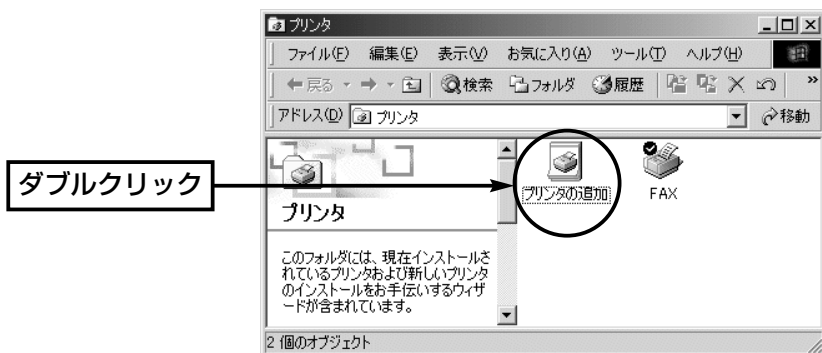 プリンタ
ファイル(F) 編集(E) 表示(V) お気に入り(A) ツール(T) ヘルプ(H)
戻る 検索 フォルダ 履歴 »
アドレス(D) プリンタ 移動
ダブルクリック
プリンタの追加 FAX
プリンタ
このフォルダには、現在インストールさ
れているプリンタおよび新しいプリンタ
のインストールをお手伝いするウィザ
ードが含まれています。
2 個のオブジェクト